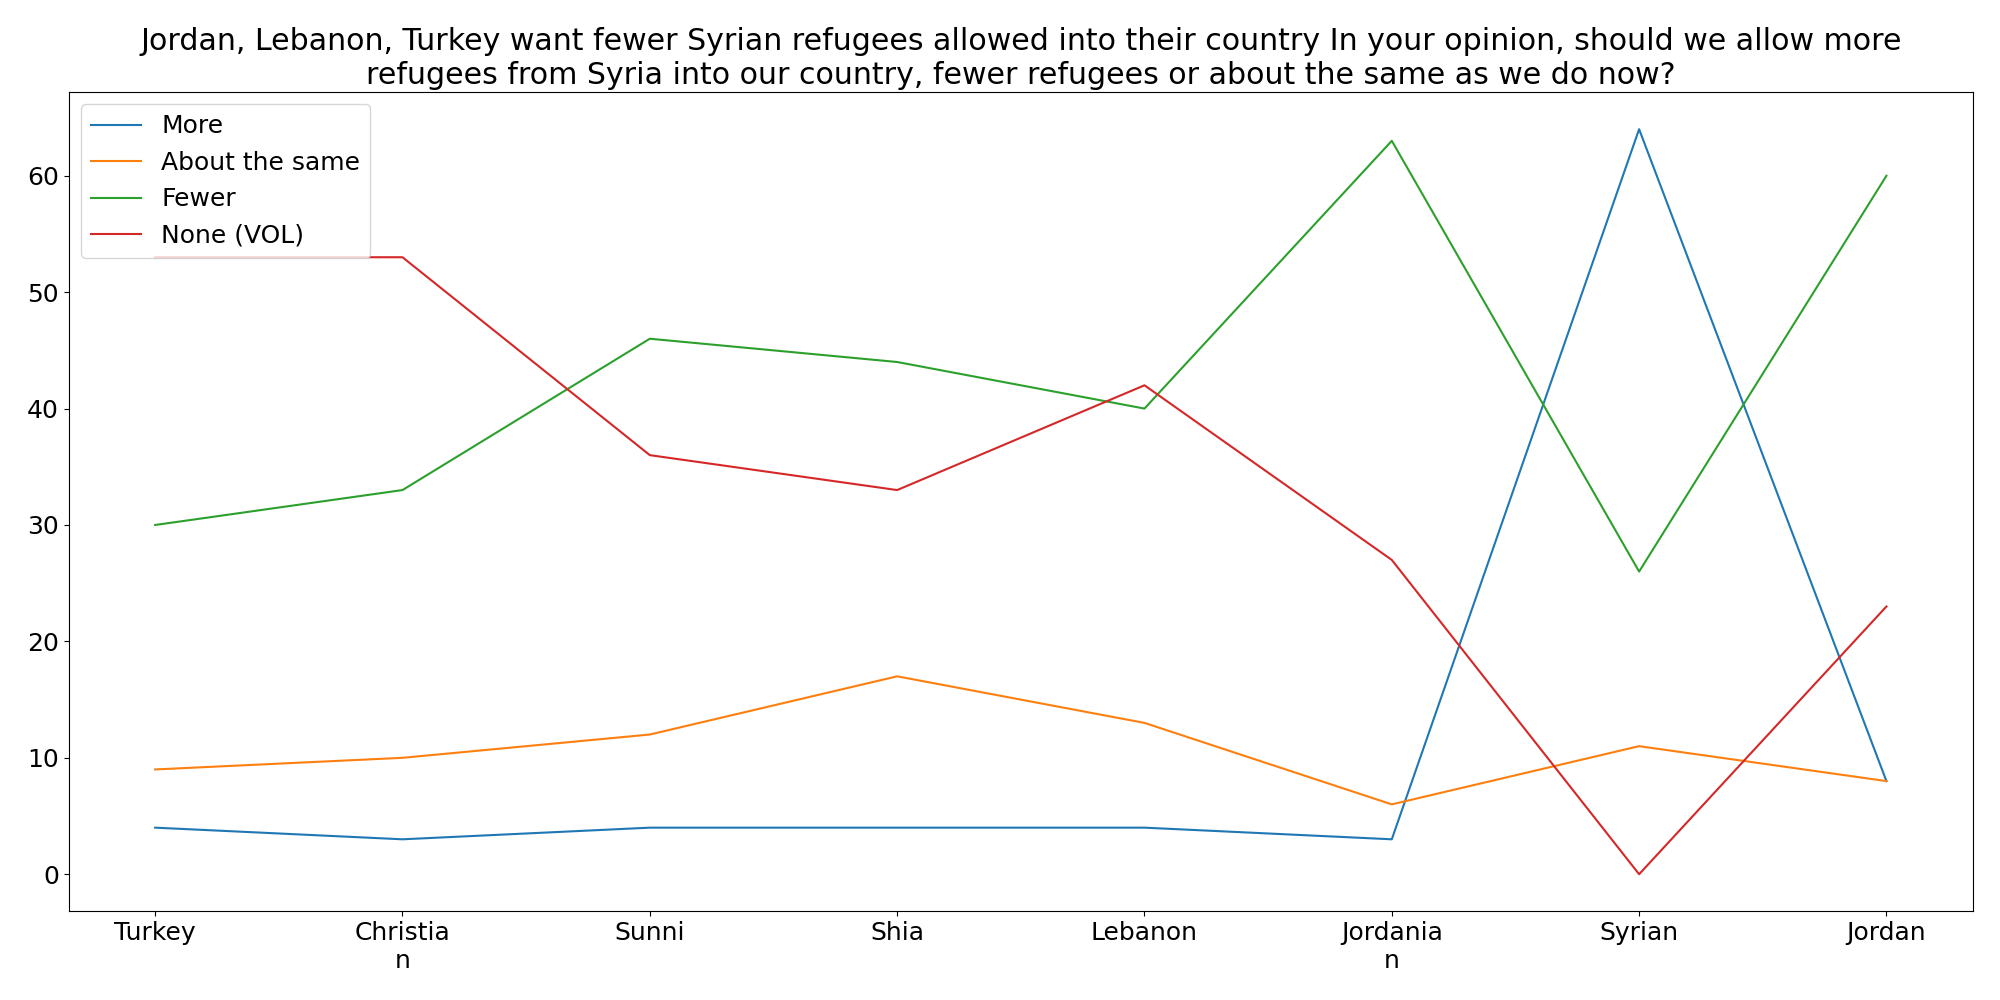 Jordan, Lebanon, Turkey want fewer Syrian refugees allowed into their country In your opinion, should we allow more
refugees from Syria into our country, fewer refugees or about the same as we do now?
More
About the same
Fewer
None (VOL)
60
50
40
30
20
10
0
Turkey
Christia
n
Sunni
Shia
Lebanon
Jordania
n
Syrian
Jordan